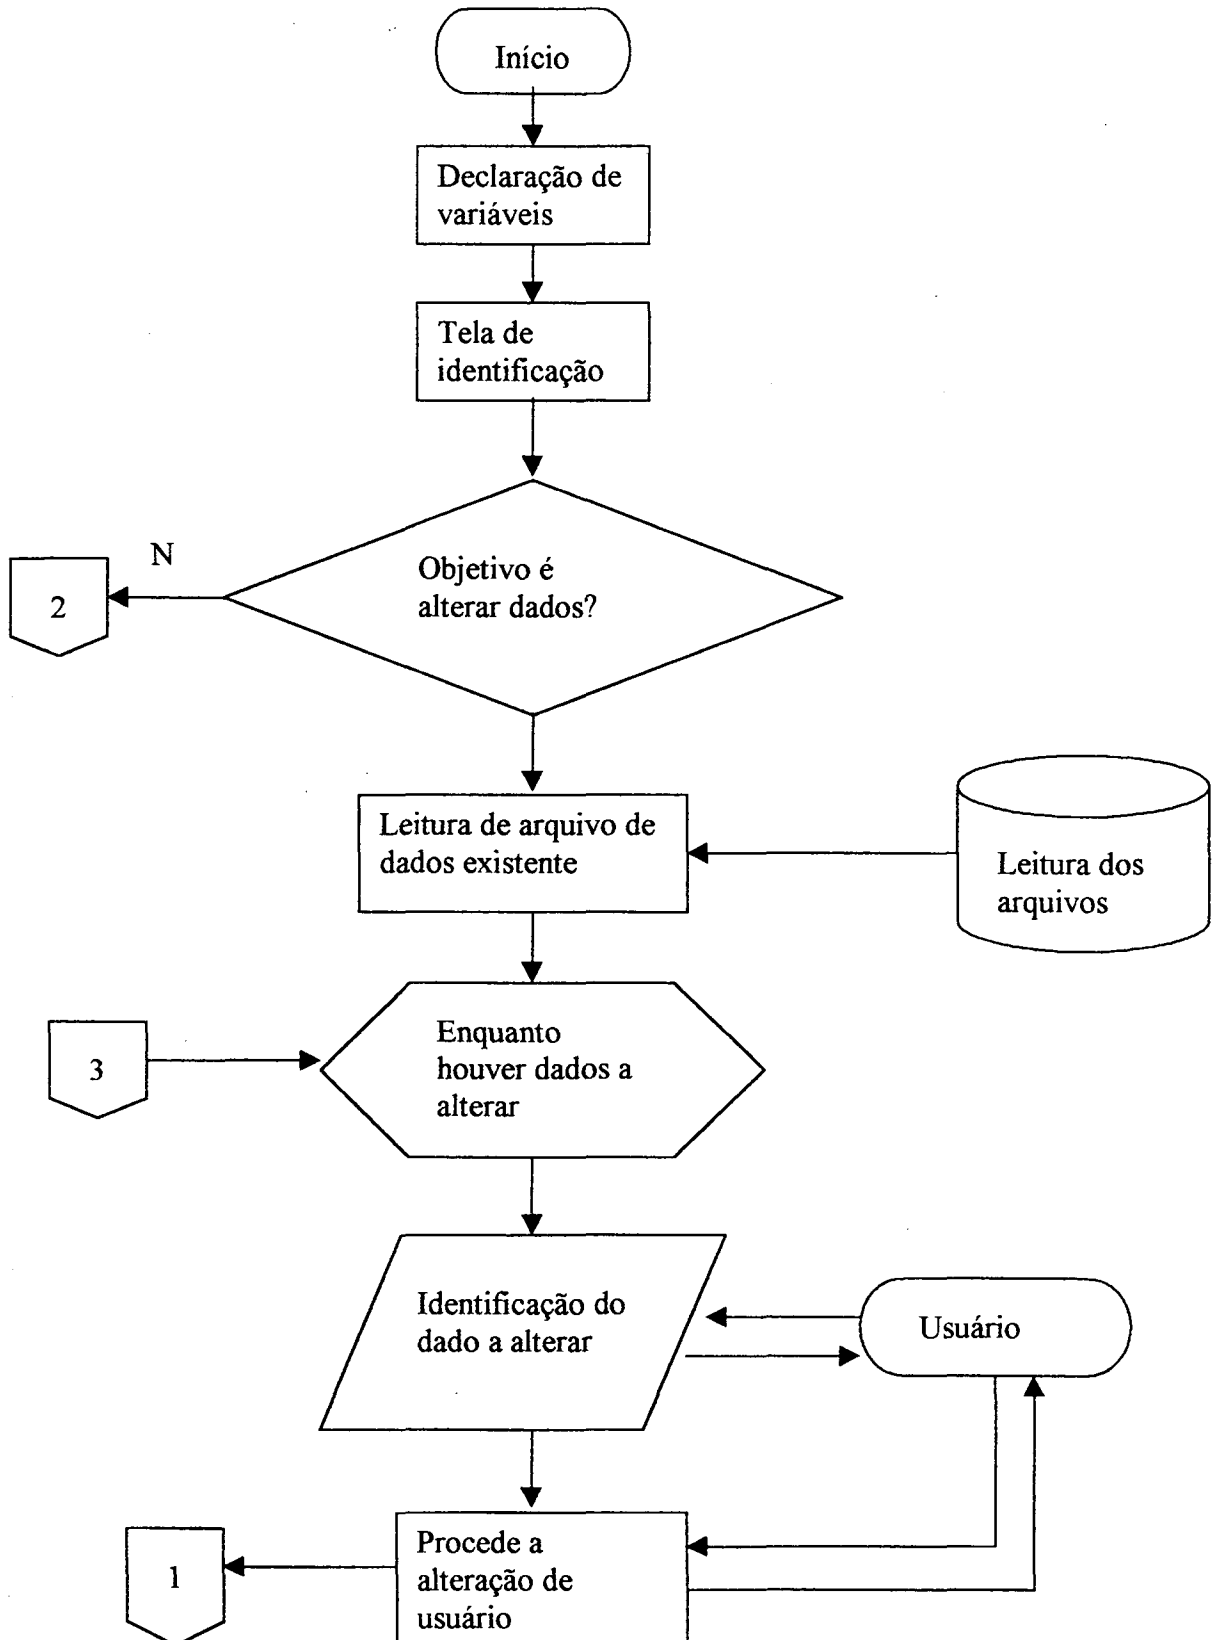 Início
Declaração de
variáveis
Tela de
identificação
N
Objetivo é
alterar dados?
2
Leitura de arquivo de
dados existente
Leitura dos
arquivos
Enquanto
houver dados a
alterar
3
Identificação do
dado a alterar
Usuário
Procede a
alteração de
usuário
1